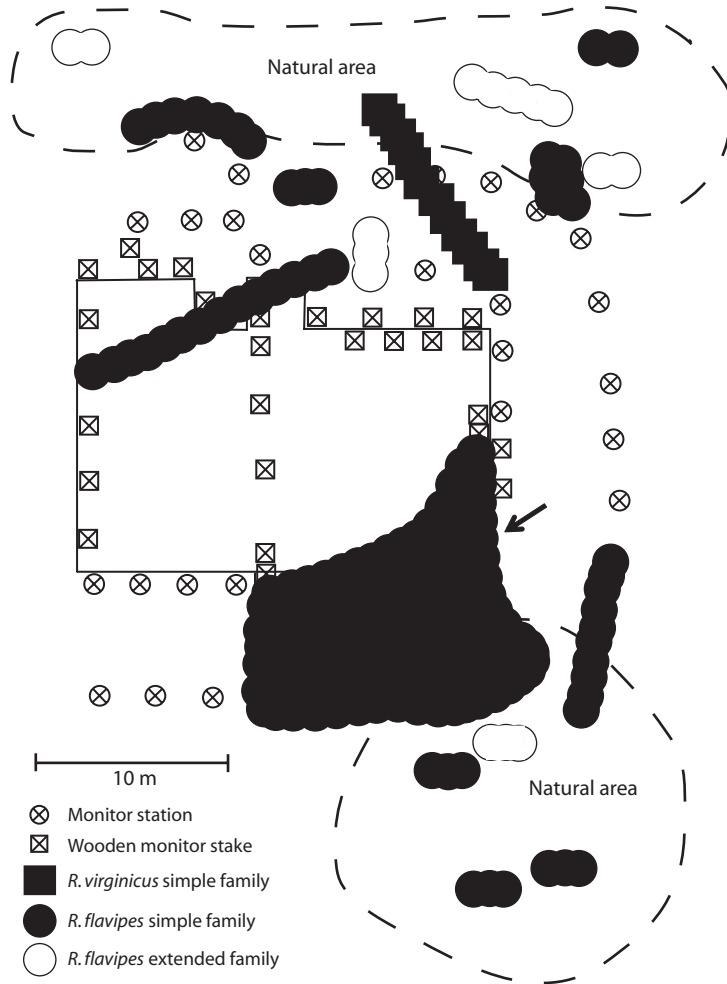 Natural area
10 m
Natural area
Monitor station
Wooden monitor stake
R. virginicus simple family
R. flavipes simple family
R. flavipes extended family